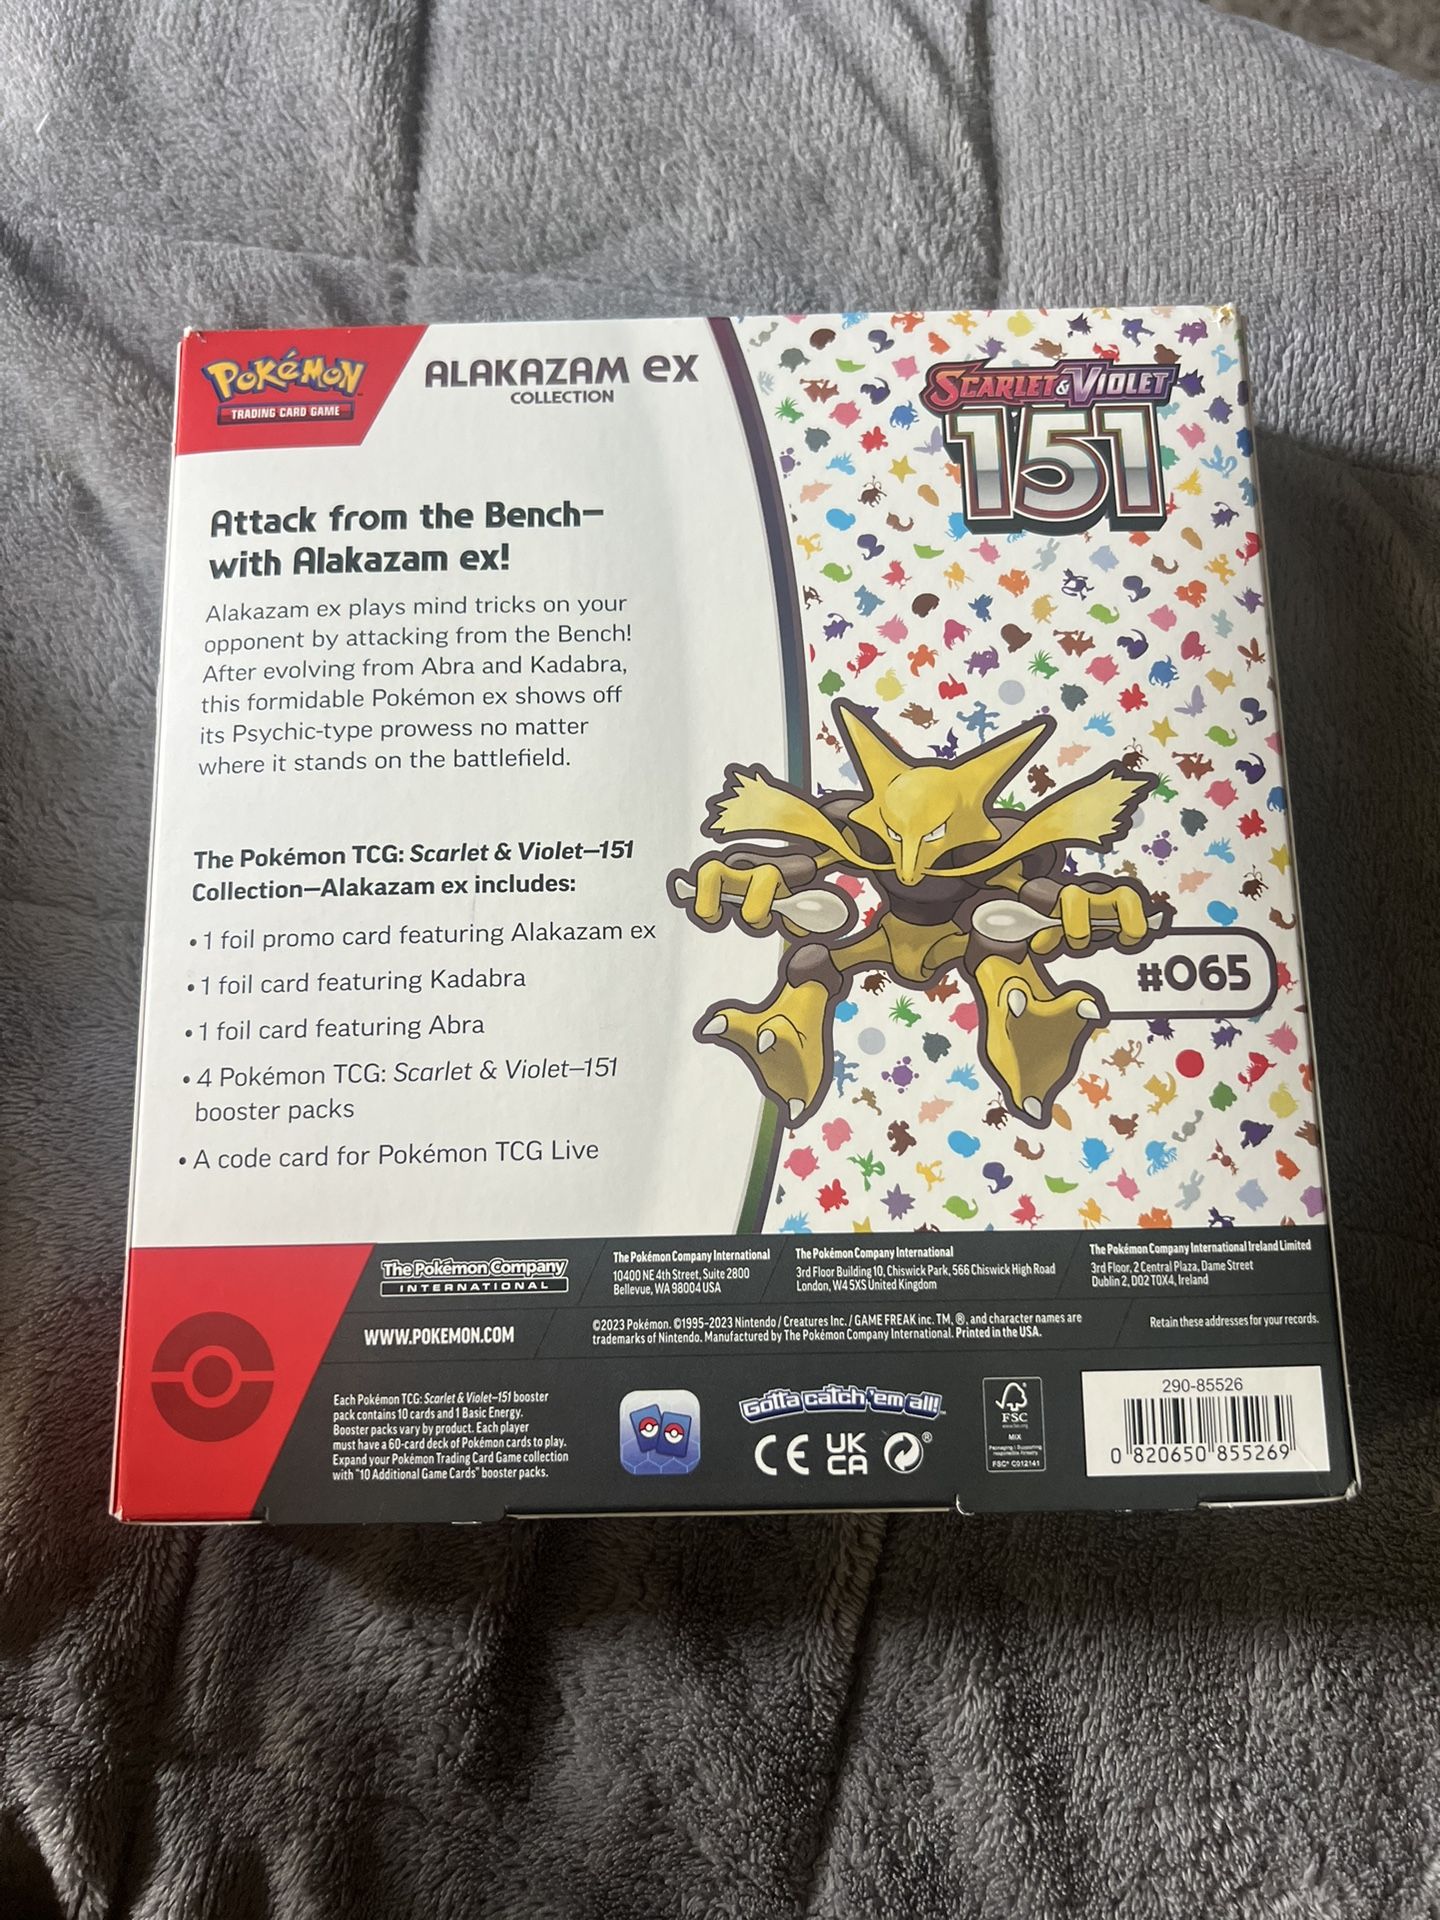 POKéMON
TRADING CARD GAME
ALAKAZAM ex
COLLECTION
SCARLET & VIOLET
151
Attack from the Bench—
with Alakazam ex!
Alakazam ex plays mind tricks on your
opponent by attacking from the Bench!
After evolving from Abra and Kadabra,
this formidable Pokémon ex shows off
its Psychic-type prowess no matter
where it stands on the battlefield.
The Pokémon TCG: Scarlet & Violet—151
Collection—Alakazam ex includes:
• 1 foil promo card featuring Alakazam ex
• 1 foil card featuring Kadabra
• 1 foil card featuring Abra
• 4 Pokémon TCG: Scarlet & Violet—151
booster packs
• A code card for Pokémon TCG Live
#065
The Pokémon Company
INTERNATIONAL
The Pokémon Company International
10400 NE 4th Street, Suite 2800
Bellevue, WA 98004 USA
The Pokémon Company International
3rd Floor Building 10, Chiswick Park, 566 Chiswick High Road
London, W4 5XS United Kingdom
The Pokémon Company International Ireland Limited
3rd Floor, 2 Central Plaza, Dame Street
Dublin 2, D02 T0X4, Ireland
WWW.POKEMON.COM
©2023 Pokémon. ©1995–2023 Nintendo / Creatures Inc. / GAME FREAK inc. TM, ®, and character names are
trademarks of Nintendo. Manufactured by The Pokémon Company International. Printed in the USA.
Retain these addresses for your records.
Each Pokémon TCG: Scarlet & Violet—151 booster
pack contains 10 cards and 1 Basic Energy.
Booster packs vary by product. Each player
must have a 60-card deck of Pokémon cards to play.
Expand your Pokémon Trading Card Game collection
with "10 Additional Game Cards" booster packs.
Gotta catch 'em all!
CE UK
CA
®
FSC
www.fsc.org
MIX
Packaging | Supporting
responsible forestry
FSC® C012141
290-85526
0 820650 855269